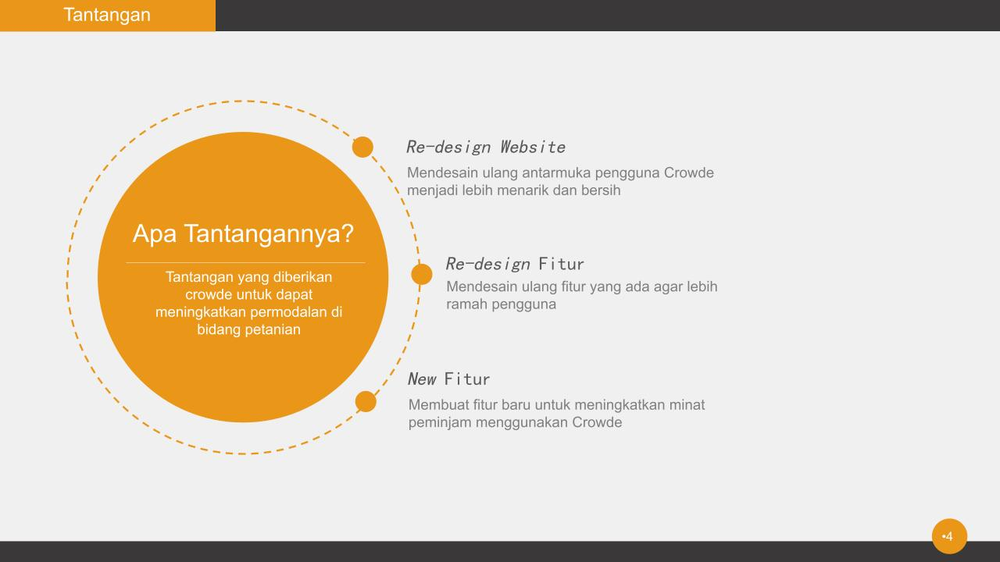 Tantangan
Apa Tantangannya?
Tantangan yang diberikan
crowde untuk dapat
meningkatkan permodalan di
bidang petanian
Re-design Website
Mendesain ulang antarmuka pengguna Crowde
menjadi lebih menarik dan bersih
Re-design Fitur
Mendesain ulang fitur yang ada agar lebih
ramah pengguna
New Fitur
Membuat fitur baru untuk meningkatkan minat
peminjam menggunakan Crowde
•4